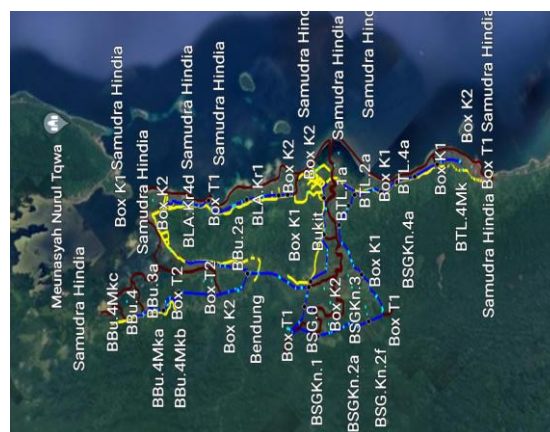 Meunasyah Nurul Tqwa
Samudra Hindia
BBu.4Mkc
Box K1
Samudra Hindia
BBu.4
Samudra Hindia
BBu.3a
BBu.4Mka
Box K2
Box T2
BBu.4Mkb
BLA.Kr4d
Samudra Hindia
Box T2
Box T1
Samudra Hindia
Box K2
BBu.2a
BLA.Kr1
Bendung
Box T1
Box K2
Box K1
Samudra Hindia
Box K2
BSG.0
BSGKn.1
Bukit
Box K2
Samudra Hindia
BTL.1a
BSGKn.3
BSGKn.2a
BTL.2a
Samudra Hindia
Box K1
BSG.Kn.2f
Box K1
Box T1
BTL.4a
BSGKn.4a
Box K1
BTL.4Mk
Box K2
Samudra Hindia
Box T1
Samudra Hindia